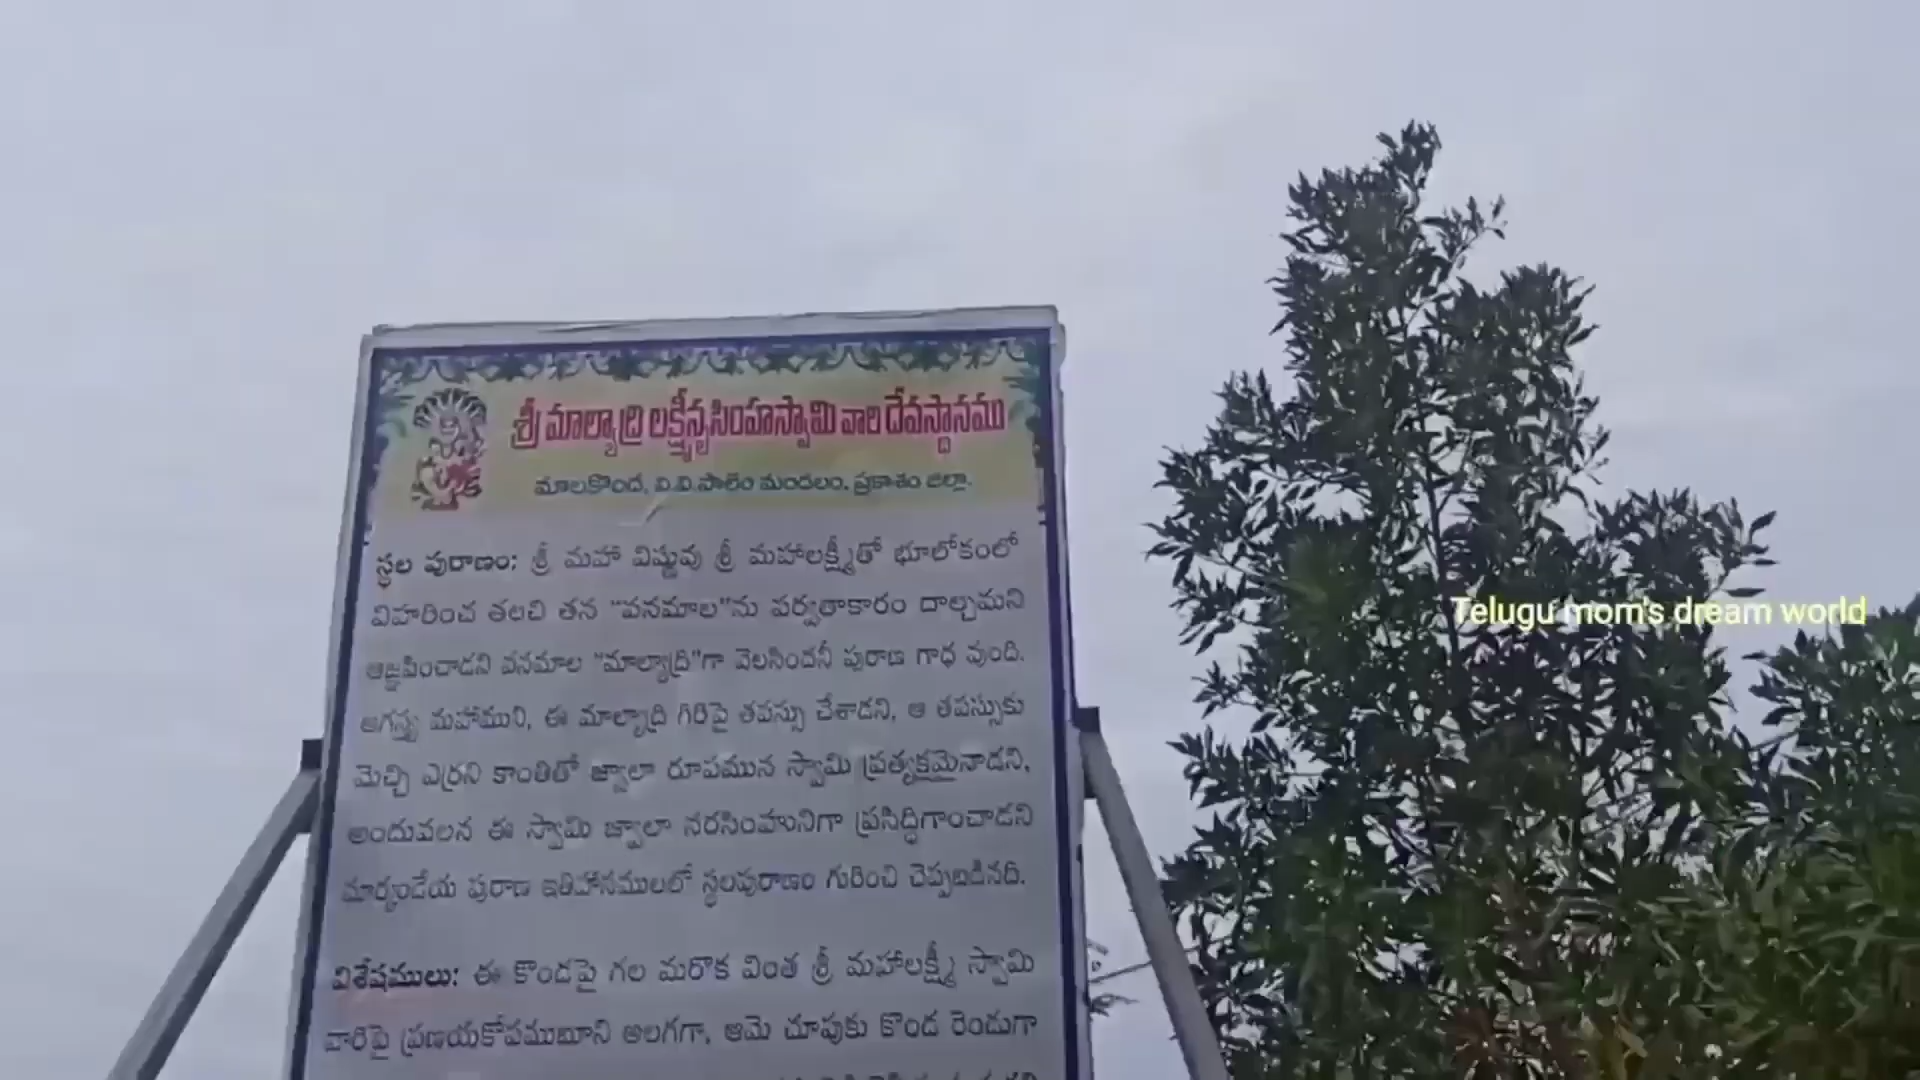 శ్రీ మాల్యాద్రి లక్ష్మీనృసింహస్వామి వారి దేవస్థానము
మాలకొండ, వి.వి.పాలెం మండలం, ప్రకాశం జిల్లా.
స్థల పురాణం: శ్రీ మహా విష్ణువు శ్రీ మహాలక్ష్మీతో భూలోకంలో
విహరించ తలచి తన "వనమాల"ను పర్వతాకారం దాల్చమని
ఆజ్ఞపించాడని వనమాల "మాల్యాద్రి"గా వెలసిందనీ పురాణ గాధ వుంది.
అగస్త్య మహాముని, ఈ మాల్యాద్రి గిరిపై తపస్సు చేశాడని, ఆ తపస్సుకు
మెచ్చి ఎర్రని కాంతితో జ్వాలా రూపమున స్వామి ప్రత్యక్షమైనాడని,
అందువలన ఈ స్వామి జ్వాలా నరసింహునిగా ప్రసిద్ధిగాంచాడని
మార్కండేయ పురాణ ఇతిహాసములలో స్థలపురాణం గురించి చెప్పబడినది.
విశేషములు: ఈ కొండపై గల మరొక వింత శ్రీ మహాలక్ష్మీ స్వామి
వారిపై ప్రణయకోపముబూని అలగగా, ఆమె చూపుకు కొండ రెండుగా
Telugu mom's dream world